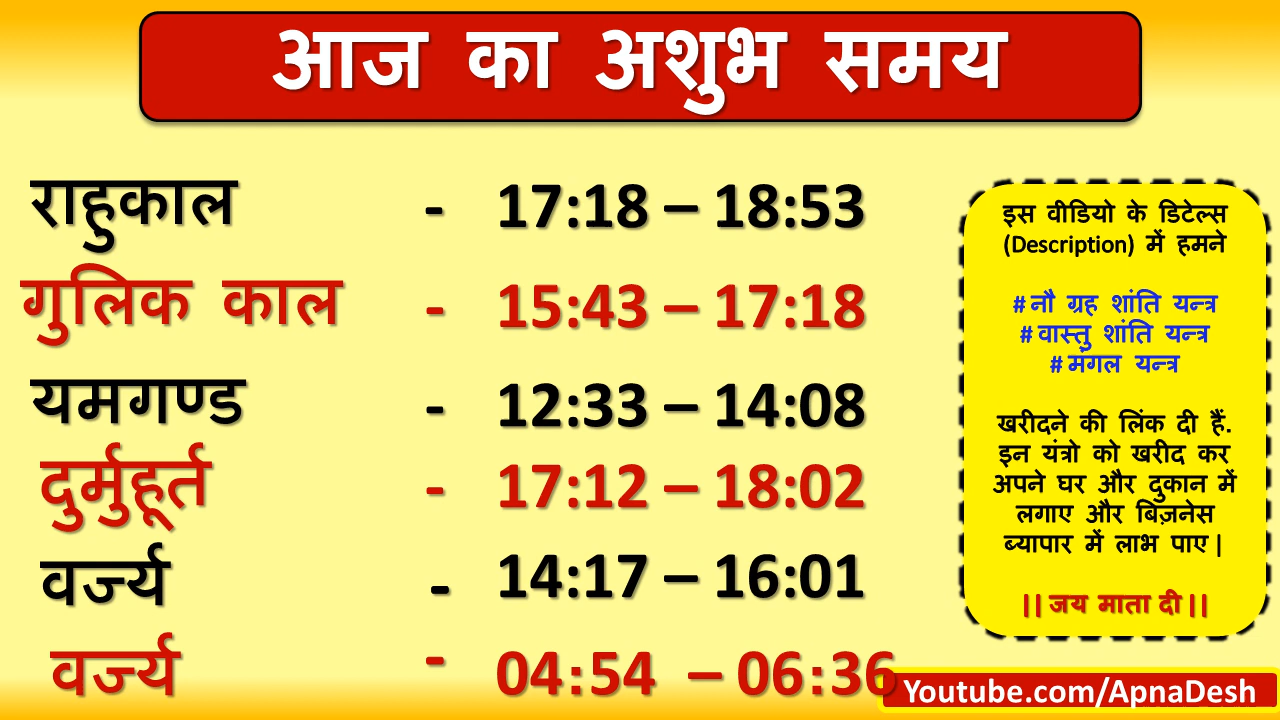 आज का अशुभ समय
राहुकाल - 17:18 – 18:53
गुलिक काल - 15:43 – 17:18
यमगण्ड - 12:33 – 14:08
दुर्मुहूर्त - 17:12 – 18:02
वर्ज्य - 14:17 – 16:01
वर्ज्य - 04:54 – 06:36
इस वीडियो के डिटेल्स
(Description) में हमने
# नौ ग्रह शांति यन्त्र
# वास्तु शांति यन्त्र
# मंगल यन्त्र
खरीदने की लिंक दी हैं.
इन यंत्रो को खरीद कर
अपने घर और दुकान में
लगाए और बिज़नेस
ब्यापार में लाभ पाए |
|| जय माता दी ||
Youtube.com/ApnaDesh